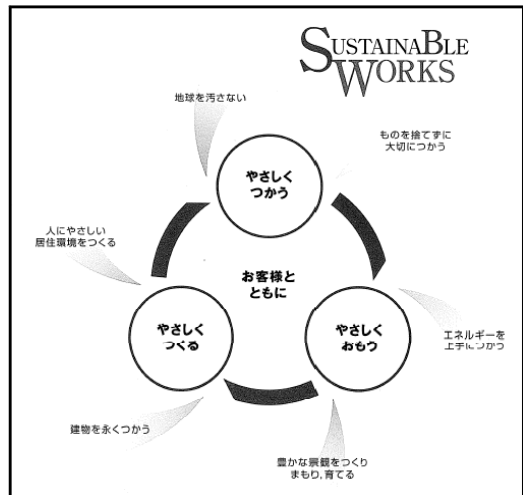 SUSTAINABLE
WORKS
地球を汚さない
ものを捨てずに
大切につかう
やさしく
つかう
人にやさしい
居住環境をつくる
お客様と
ともに
やさしく
つくる
やさしく
おもう
エネルギーを
上手につかう
建物を永くつかう
豊かな景観をつくり
まもり,育てる